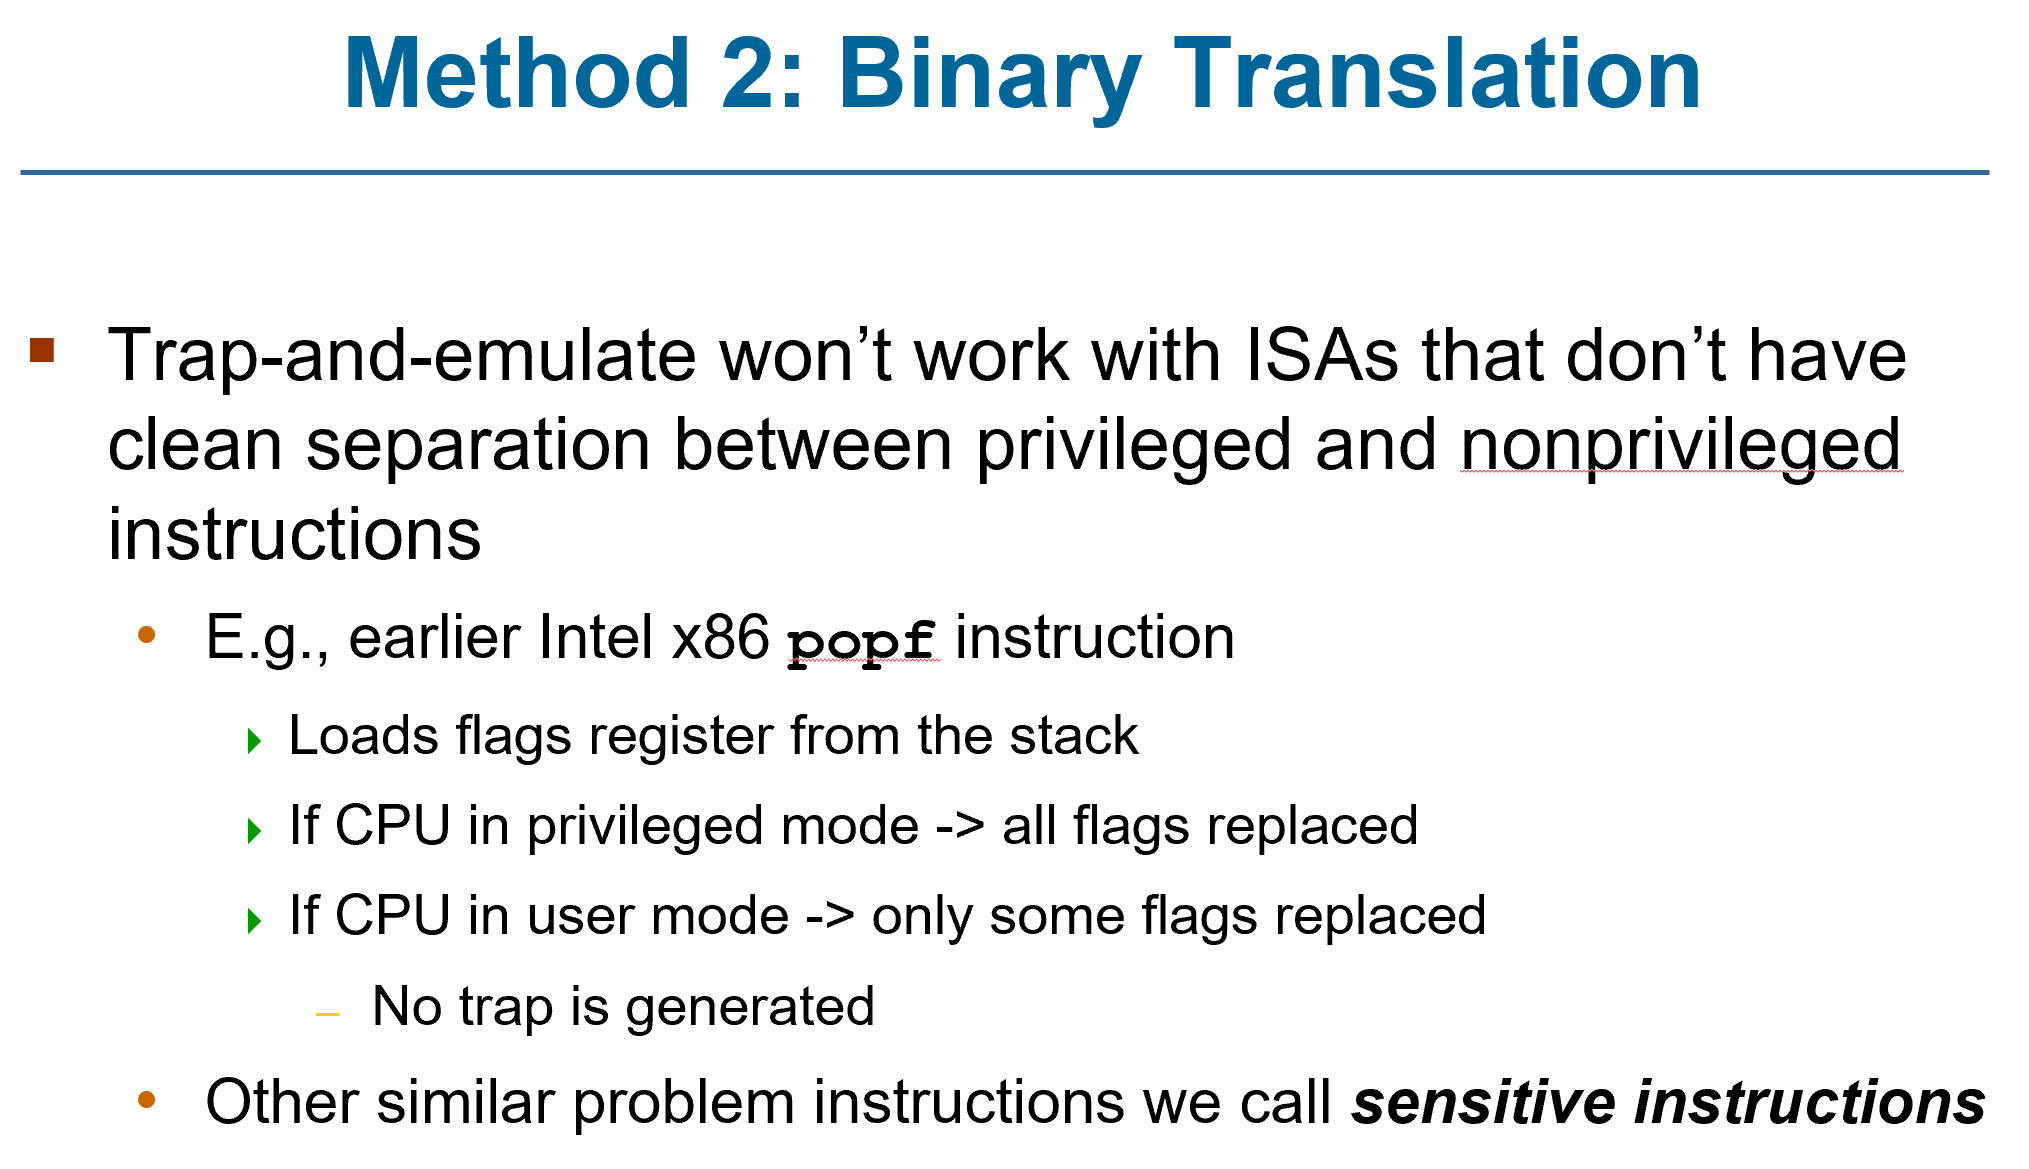 Method 2: Binary Translation
Trap-and-emulate won’t work with ISAs that don’t have
clean separation between privileged and nonprivileged
instructions
E.g., earlier Intel x86 popf instruction
Loads flags register from the stack
If CPU in privileged mode -> all flags replaced
If CPU in user mode -> only some flags replaced
– No trap is generated
Other similar problem instructions we call sensitive instructions